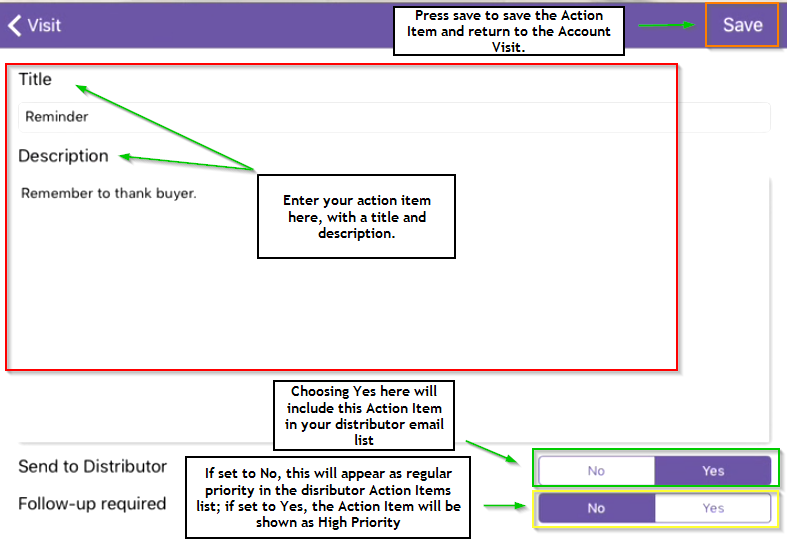 Visit
Press save to save the Action
Item and return to the Account
Visit.
Save
Title
Reminder
Description
Remember to thank buyer.
Enter your action item
here, with a title and
description.
Choosing Yes here will
include this Action Item
in your distributor email
list
Send to Distributor
No Yes
If set to No, this will appear as regular
priority in the disributor Action Items
list; if set to Yes, the Action Item will be
shown as High Priority
Follow-up required
No Yes